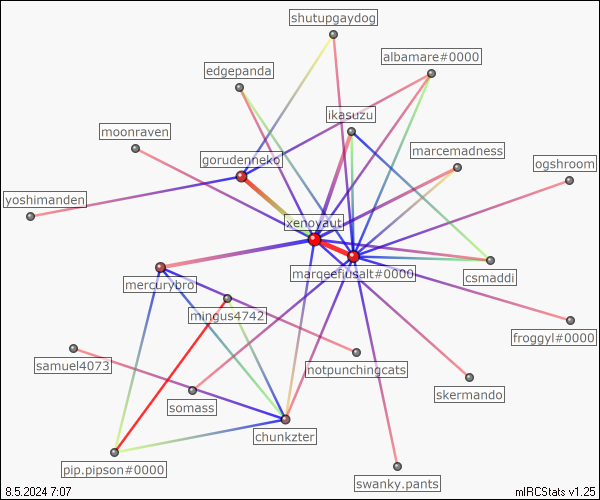 shutupgaydog
albamare#0000
edgepanda
ikasuzu
moonraven
marcemadness
gorudenneko
ogshroom
yoshimanden
xenoyaut
marqeefiusalt#0000
csmaddi
mercurybro
mingus4742
froggyl#0000
samuel4073
notpunchingcats
skermando
somass
chunkzter
pip.pipson#0000
swanky.pants
8.5.2024 7:07
mIRCStats v1.25